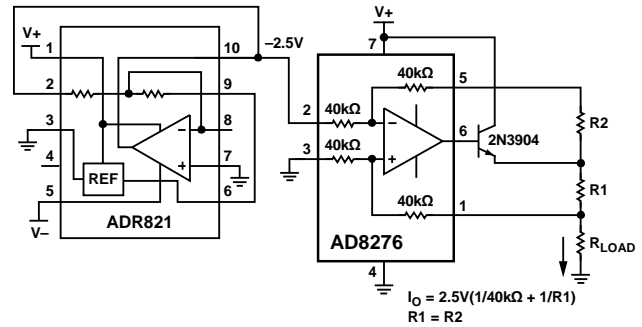 V+
1
10
–2.5V
2
9
3
8
4
7
REF
5
6
V–
ADR821
V+
7
40kΩ
5
2
40kΩ
3
40kΩ
6
2N3904
R2
R1
40kΩ
1
AD8276
RLOAD
4
IO = 2.5V(1/40kΩ + 1/R1)
R1 = R2
–
+
–
+